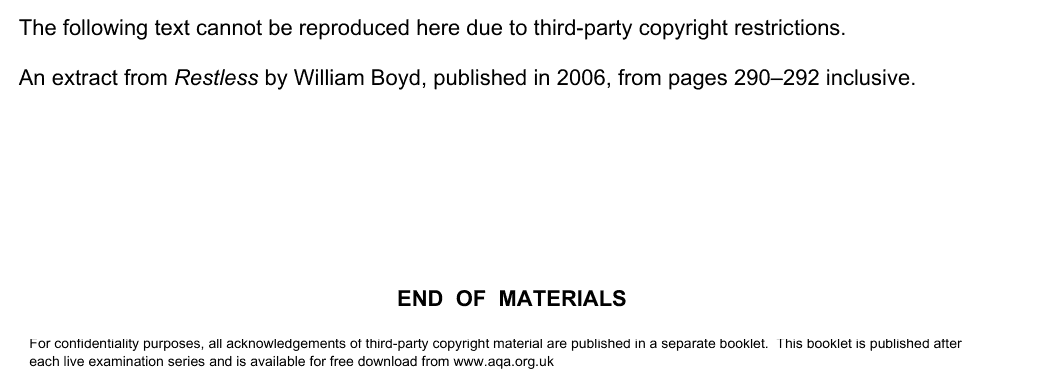 The following text cannot be reproduced here due to third-party copyright restrictions.
An extract from Restless by William Boyd, published in 2006, from pages 290–292 inclusive.
END OF MATERIALS
For confidentiality purposes, all acknowledgements of third-party copyright material are published in a separate booklet. This booklet is published after
each live examination series and is available for free download from www.aqa.org.uk